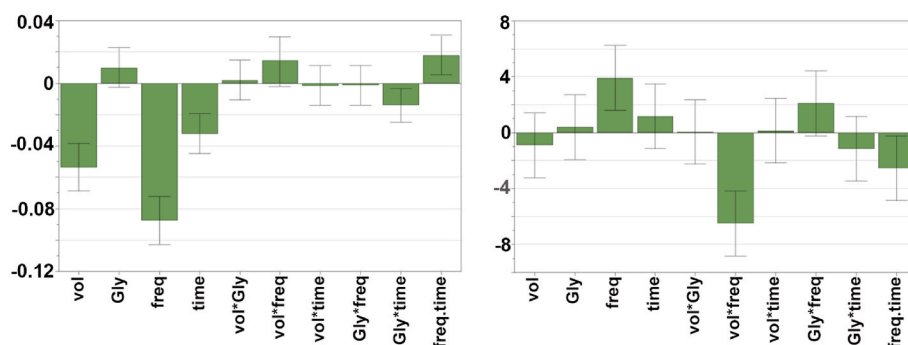 0.04
0
-0.04
-0.08
-0.12
vol
Gly
freq
time
vol*Gly
vol*freq
vol*time
Gly*freq
Gly*time
freq.time
8
4
0
-4
-8
vol
Gly
freq
time
vol*Gly
vol*freq
vol*time
Gly*freq
Gly*time
freq.time